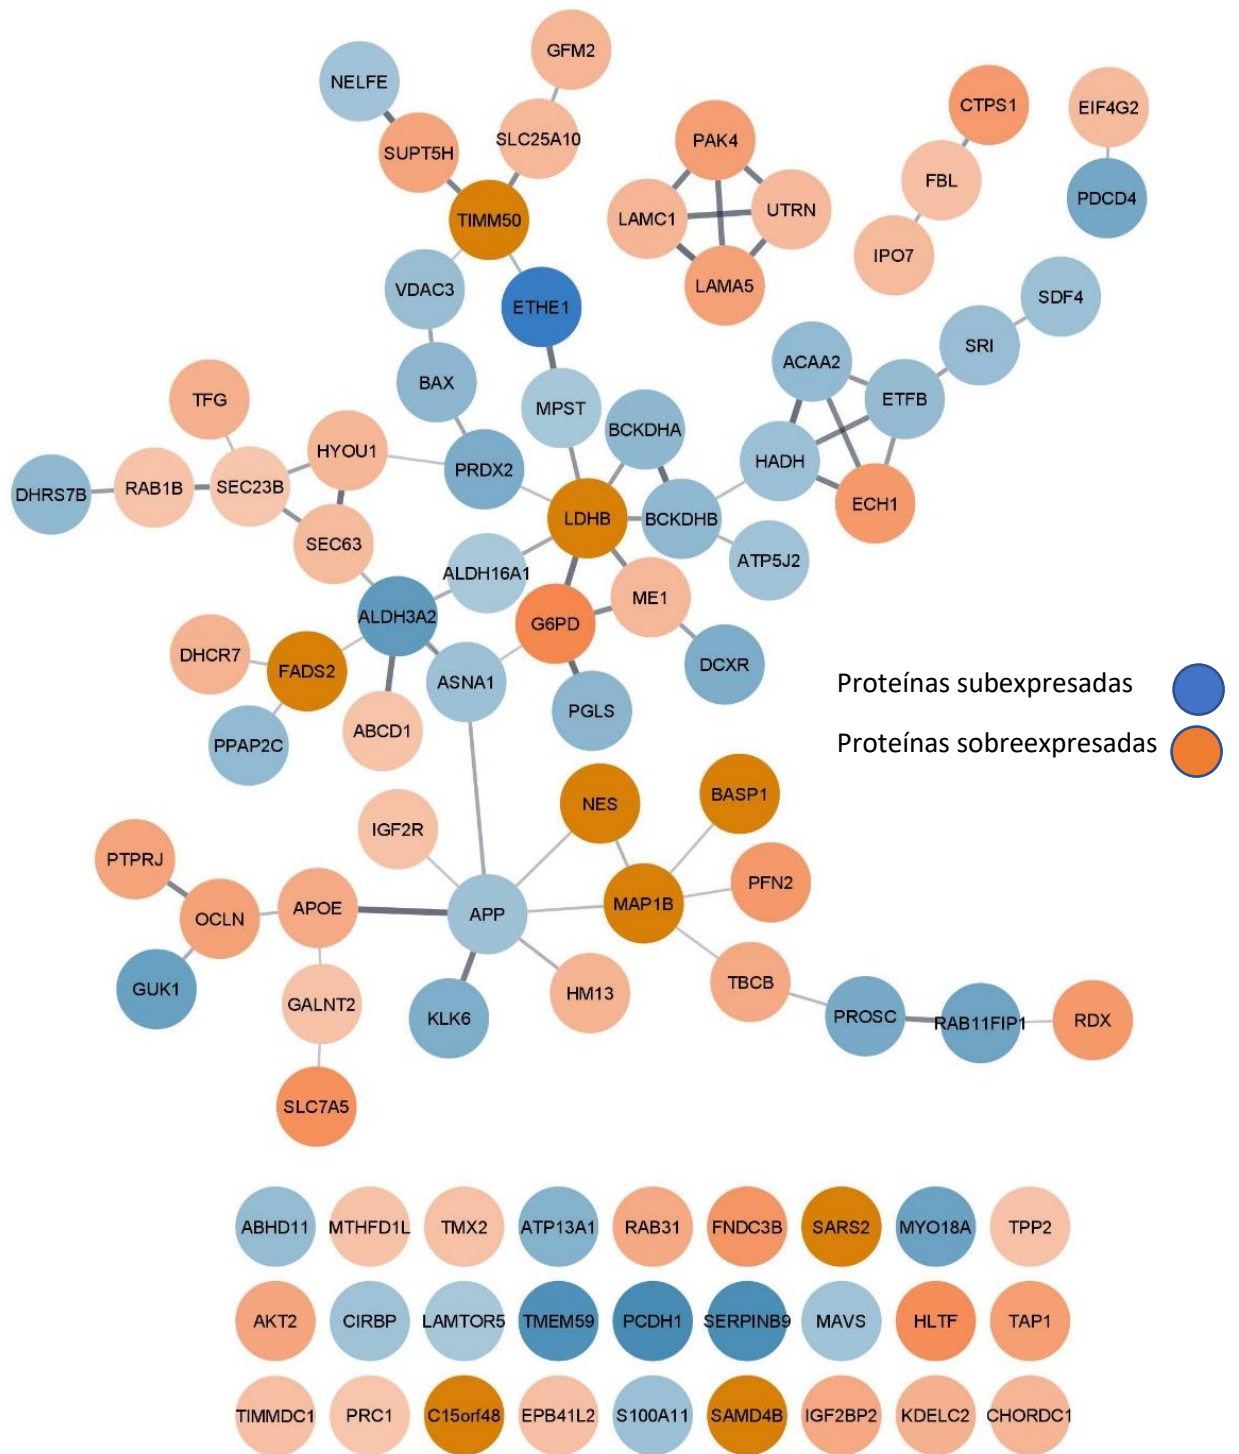 GFM2
NELFE
CTPS1
EIF4G2
SLC25A10
PAK4
SUPT5H
FBL
PDCD4
UTRN
LAMC1
TIMM50
IPO7
LAMA5
VDAC3
SDF4
ETHE1
SRI
ACAA2
BAX
ETFB
TFG
MPST
BCKDHA
HYOU1
HADH
PRDX2
DHRS7B
RAB1B
SEC23B
ECH1
LDHB
BCKDHB
SEC63
ATP5J2
ALDH16A1
ME1
ALDH3A2
G6PD
DHCR7
DCXR
FADS2
ASNA1
Proteínas subexpresadas
PGLS
ABCD1
PPAP2C
Proteínas sobreexpresadas
BASP1
NES
IGF2R
PTPRJ
PFN2
APOE
MAP1B
OCLN
APP
TBCB
GUK1
HM13
GALNT2
KLK6
PROSC
RAB11FIP1
RDX
SLC7A5
ABHD11 MTHFD1L TMX2 ATP13A1 RAB31 FNDC3B SARS2 MYO18A TPP2
AKT2 CIRBP LAMTOR5 TMEM59 PCDH1 SERPINB9 MAVS HLTF TAP1
TIMMDC1 PRC1 C15orf48 EPB41L2 S100A11 SAMD4B IGF2BP2 KDELC2 CHORDC1